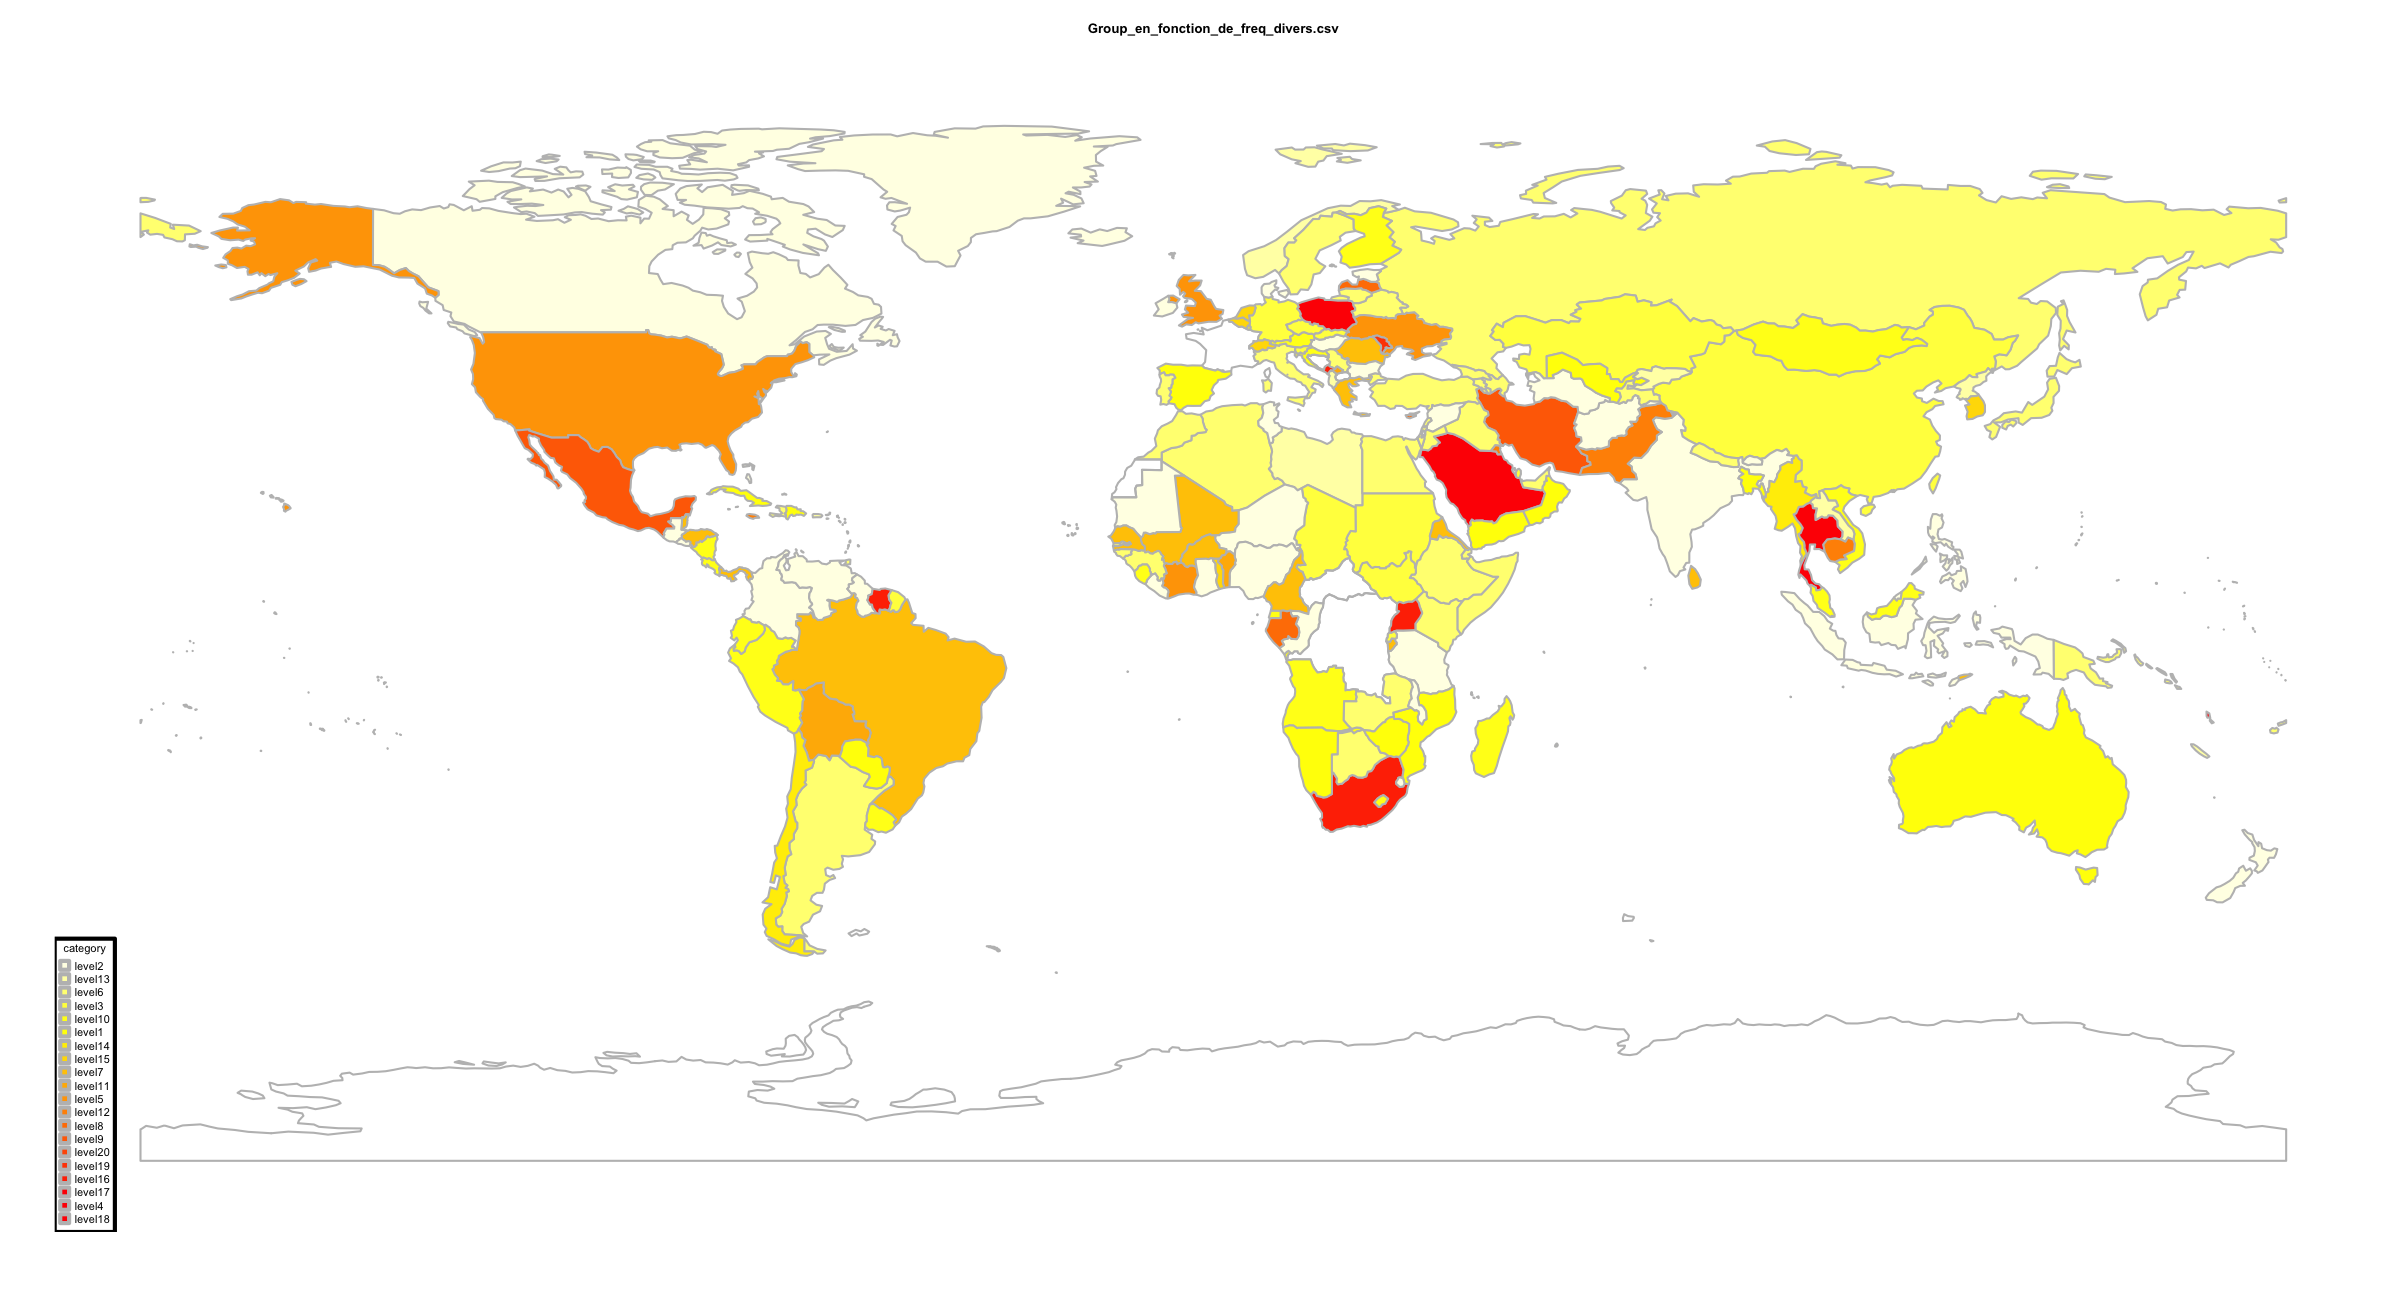 Group_en_fonction_de_freq_divers.csv
category
level2
level13
level6
level3
level10
level1
level14
level15
level7
level11
level5
level12
level8
level9
level20
level19
level16
level17
level4
level18